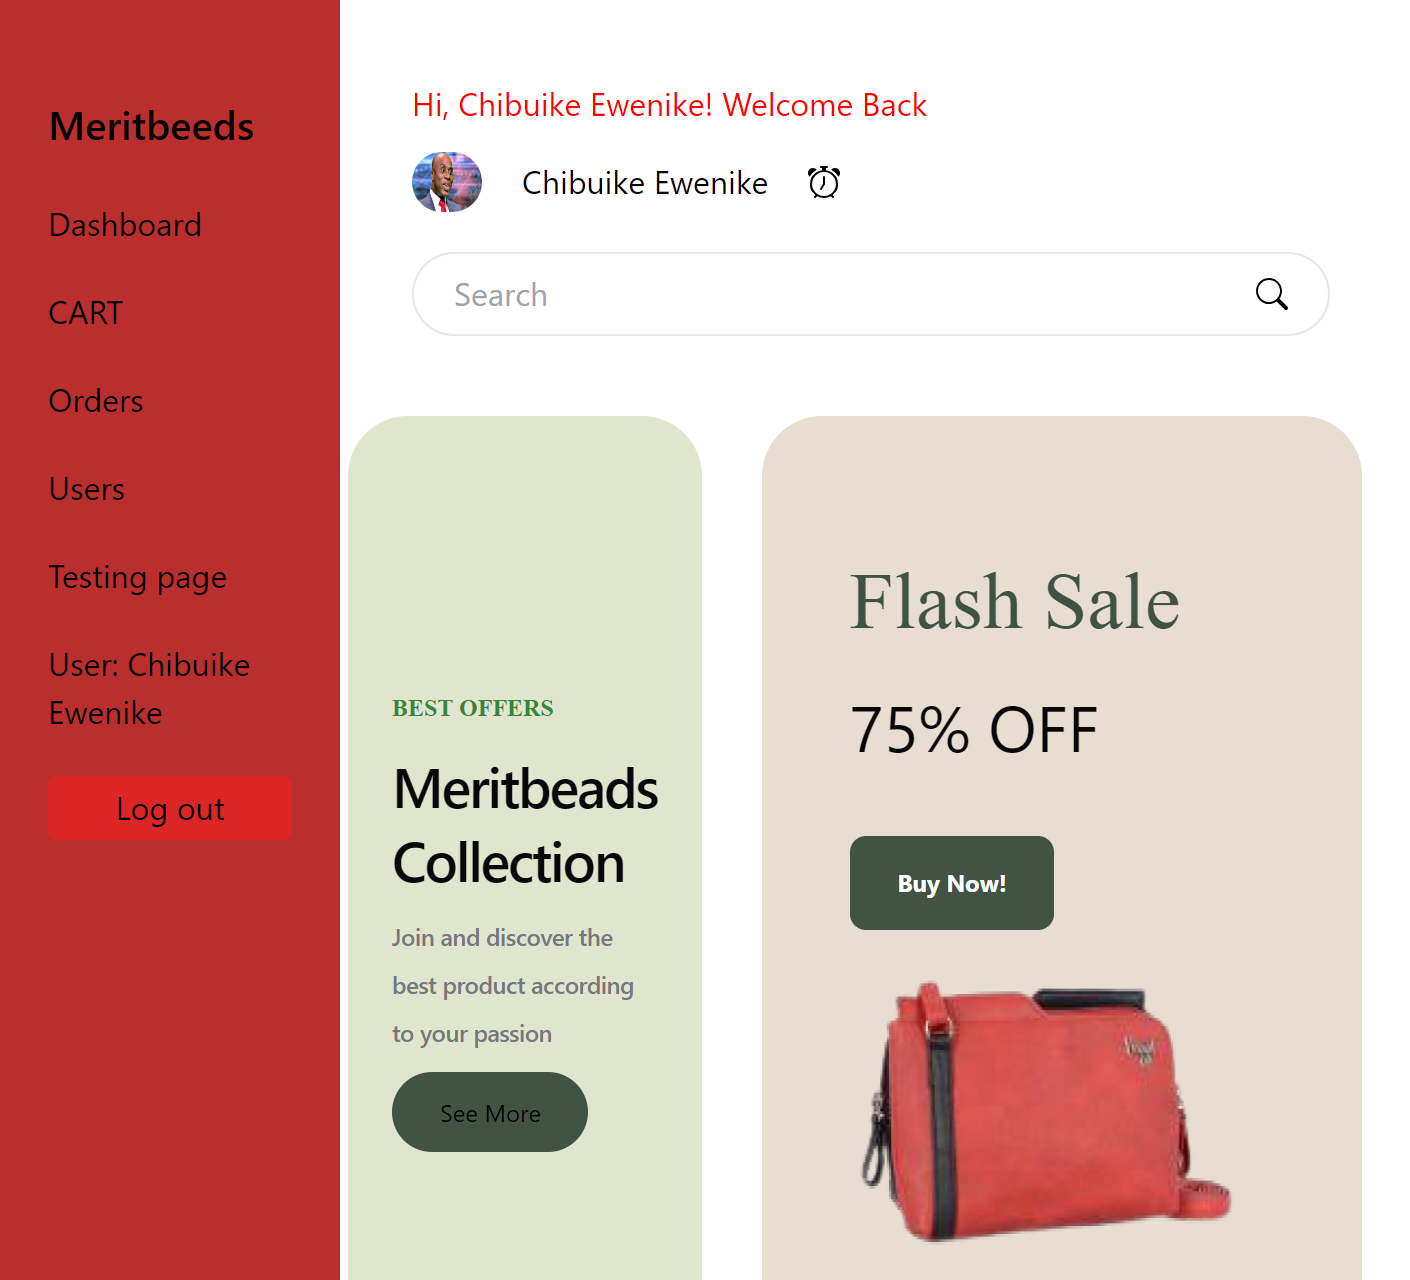 Meritbeeds
Dashboard
CART
Orders
Users
Testing page
User: Chibuike
Ewenike
Log out
Hi, Chibuike Ewenike! Welcome Back
Chibuike Ewenike
Search
BEST OFFERS
Meritbeads
Collection
Join and discover the
best product according
to your passion
See More
Flash Sale
75% OFF
Buy Now!